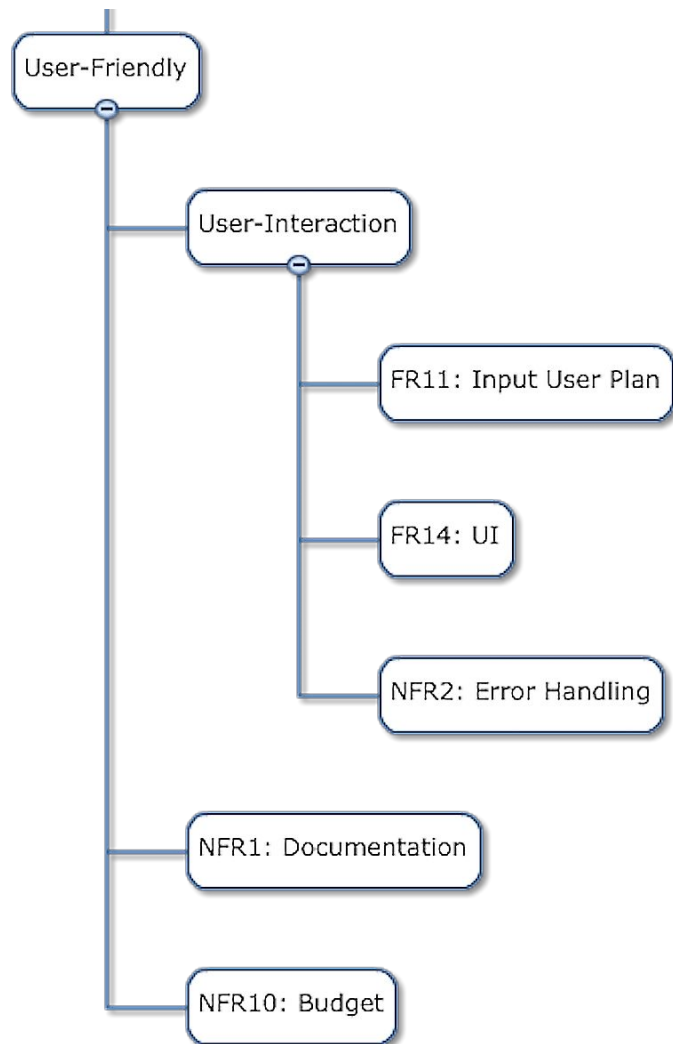 User-Friendly
User-Interaction
FR11: Input User Plan
FR14: UI
NFR2: Error Handling
NFR1: Documentation
NFR10: Budget